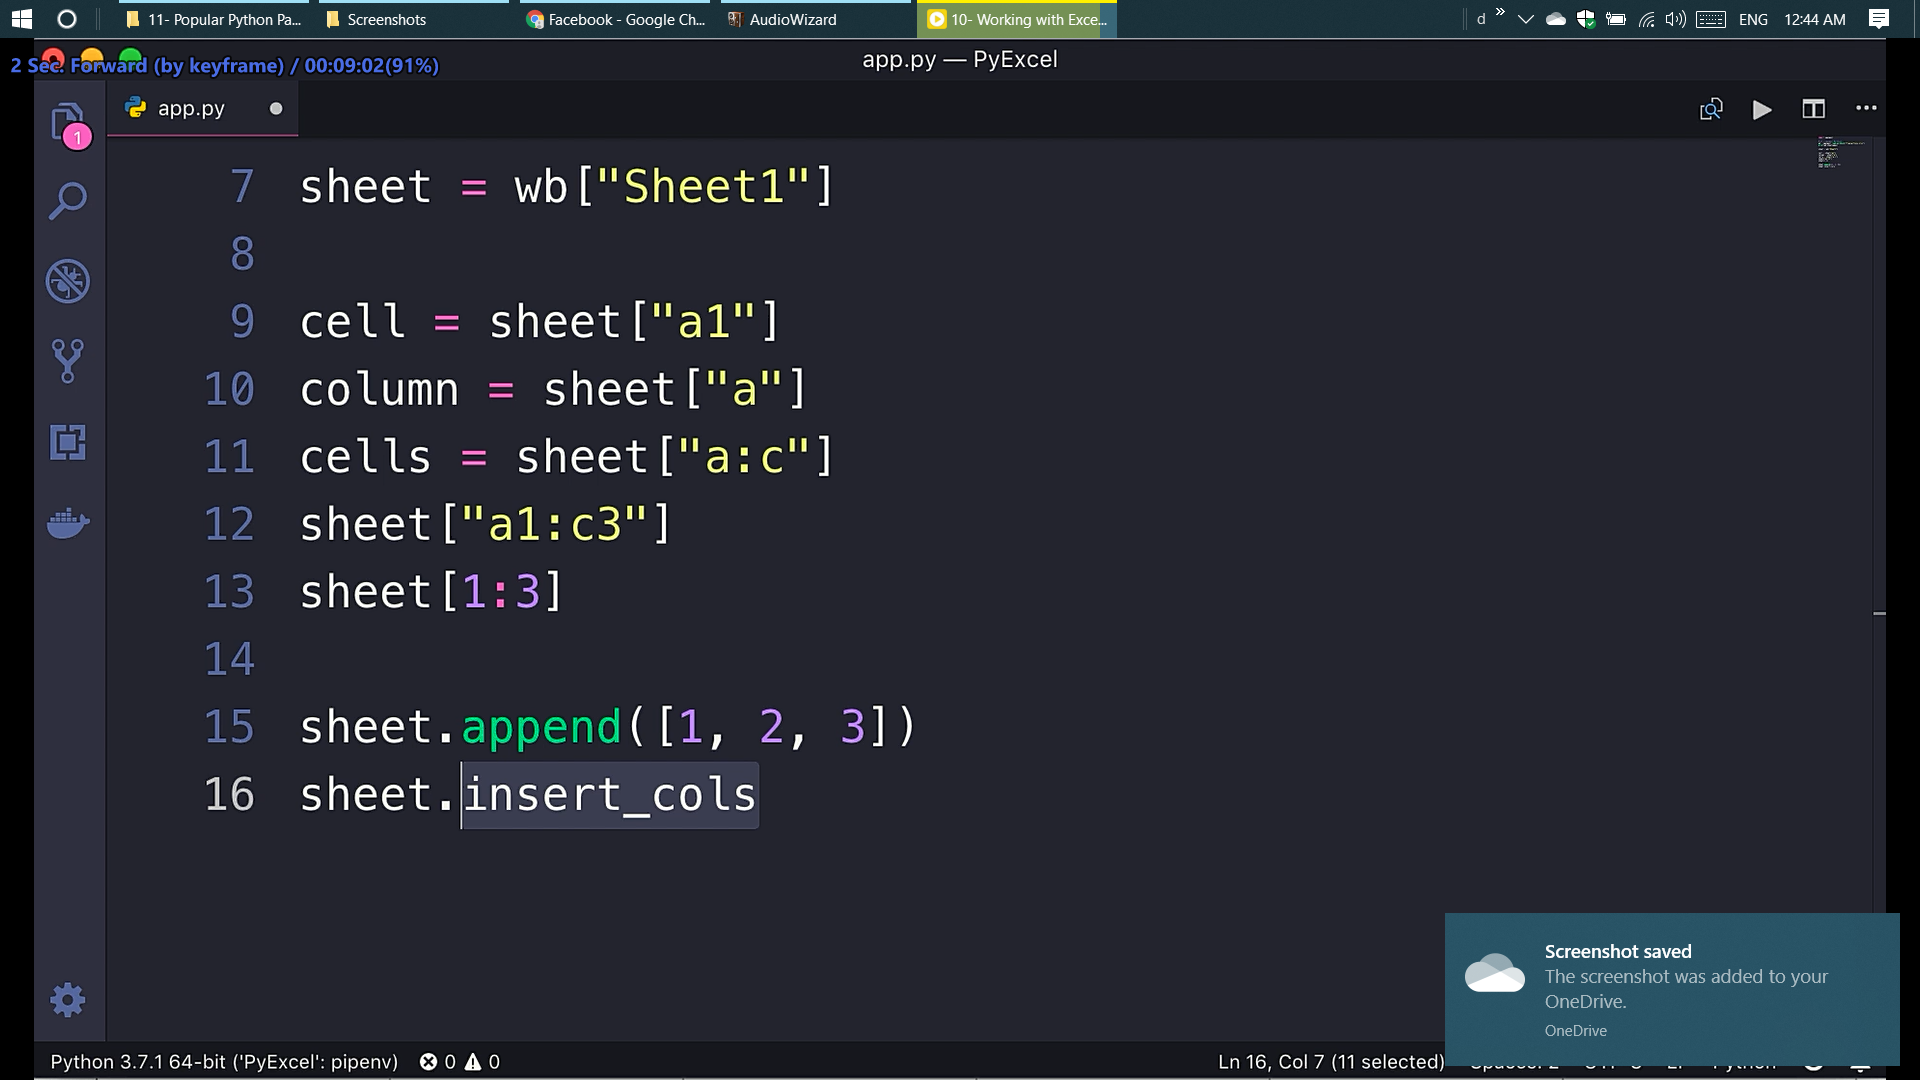 11- Popular Python Pa...
Screenshots
Facebook - Google Ch...
AudioWizard
10- Working with Exce...
d
»
ENG
12:44 AM
2 Sec. Forward (by keyframe) / 00:09:02(91%)
app.py — PyExcel
app.py
1
7 sheet = wb["Sheet1"]
8
9 cell = sheet["a1"]
10 column = sheet["a"]
11 cells = sheet["a:c"]
12 sheet["a1:c3"]
13 sheet[1:3]
14
15 sheet.append([1, 2, 3])
16 sheet.insert_cols
Screenshot saved
The screenshot was added to your
OneDrive.
OneDrive
Python 3.7.1 64-bit ('PyExcel': pipenv) 0 0 Ln 16, Col 7 (11 selected)